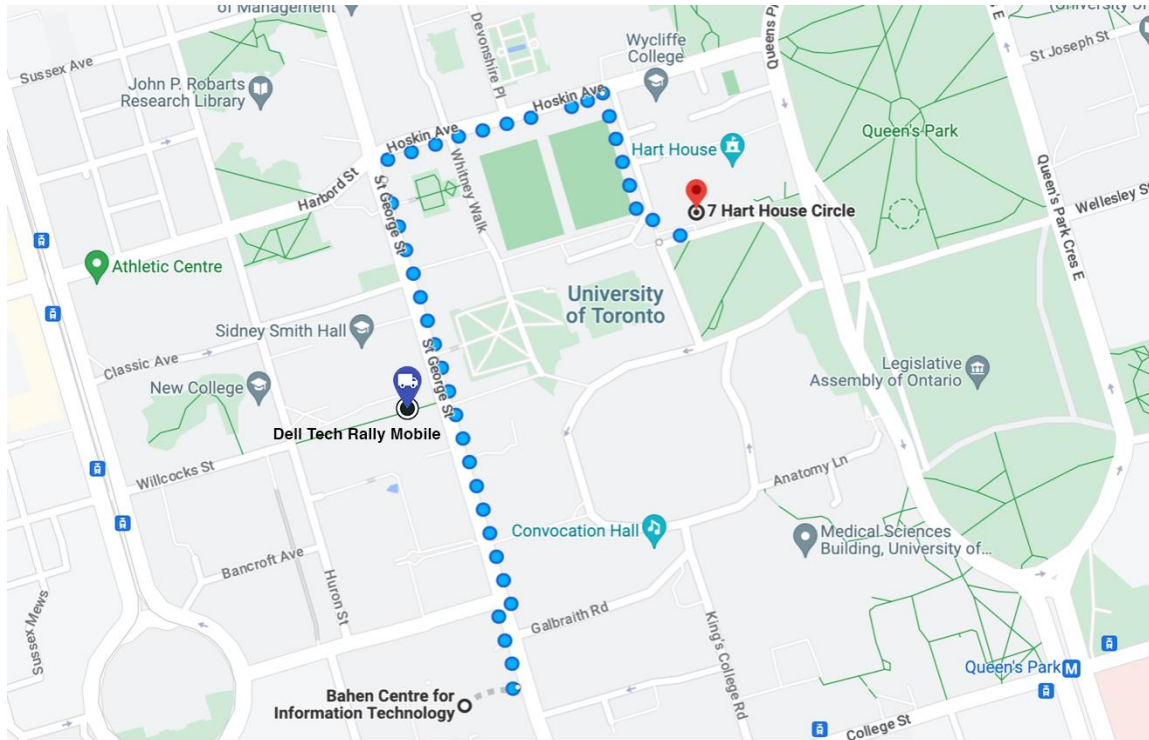 of Management
Sussex Ave
John P. Robarts
Research Library
Devonshire Pl
Wycliffe
College
Queens P
St Joseph St
Hoskin Ave
Hoskin Ave
Hart House
Queen's Park
Queen's Park Cres E
Wellesley St
Harbord St
St George St
Whitney Walk
7 Hart House Circle
Athletic Centre
University
of Toronto
Sidney Smith Hall
Classic Ave
St George St
New College
Legislative
Assembly of Ontario
Dell Tech Rally Mobile
Willcocks St
Anatomy Ln
Convocation Hall
Medical Sciences
Building, University of...
Bancroft Ave
Huron St
Galbraith Rd
King's College Rd
Sussex Mews
Bahen Centre for
Information Technology
Queen's Park M
College St